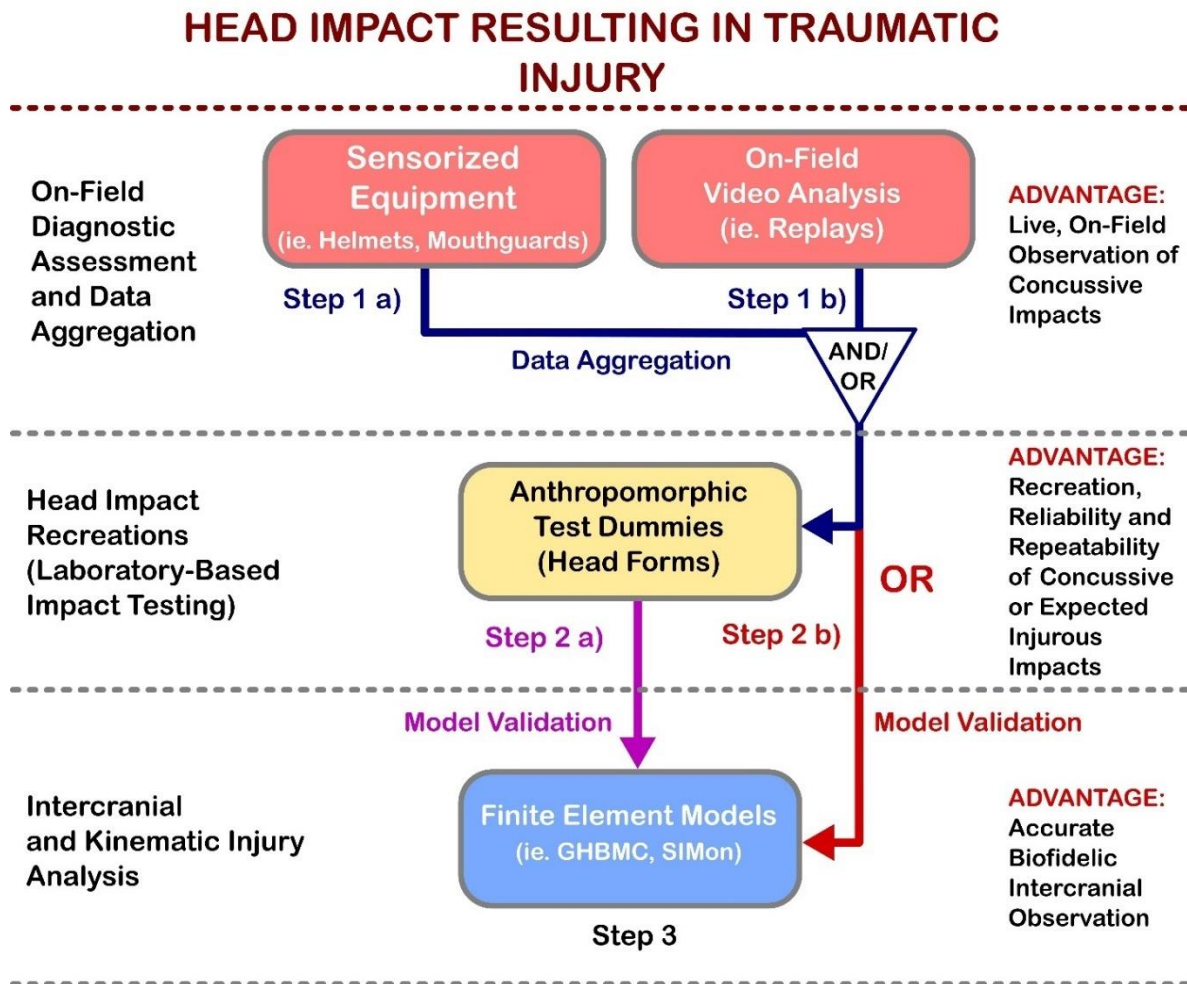 HEAD IMPACT RESULTING IN TRAUMATIC
INJURY
On-Field
Diagnostic
Assessment
and Data
Aggregation
Sensorized
Equipment
(ie. Helmets, Mouthguards)
On-Field
Video Analysis
(ie. Replays)
ADVANTAGE:
Live, On-Field
Observation of
Concussive
Impacts
Step 1 a)
Step 1 b)
Data Aggregation
AND/
OR
Head Impact
Recreations
(Laboratory-Based
Impact Testing)
Anthropomorphic
Test Dummies
(Head Forms)
OR
ADVANTAGE:
Recreation,
Reliability and
Repeatability
of Concussive
or Expected
Injurous
Impacts
Step 2 a)
Step 2 b)
Model Validation
Model Validation
Intercranial
and Kinematic Injury
Analysis
Finite Element Models
(ie. GHBMC, SIMon)
ADVANTAGE:
Accurate
Biofidelic
Intercranial
Observation
Step 3